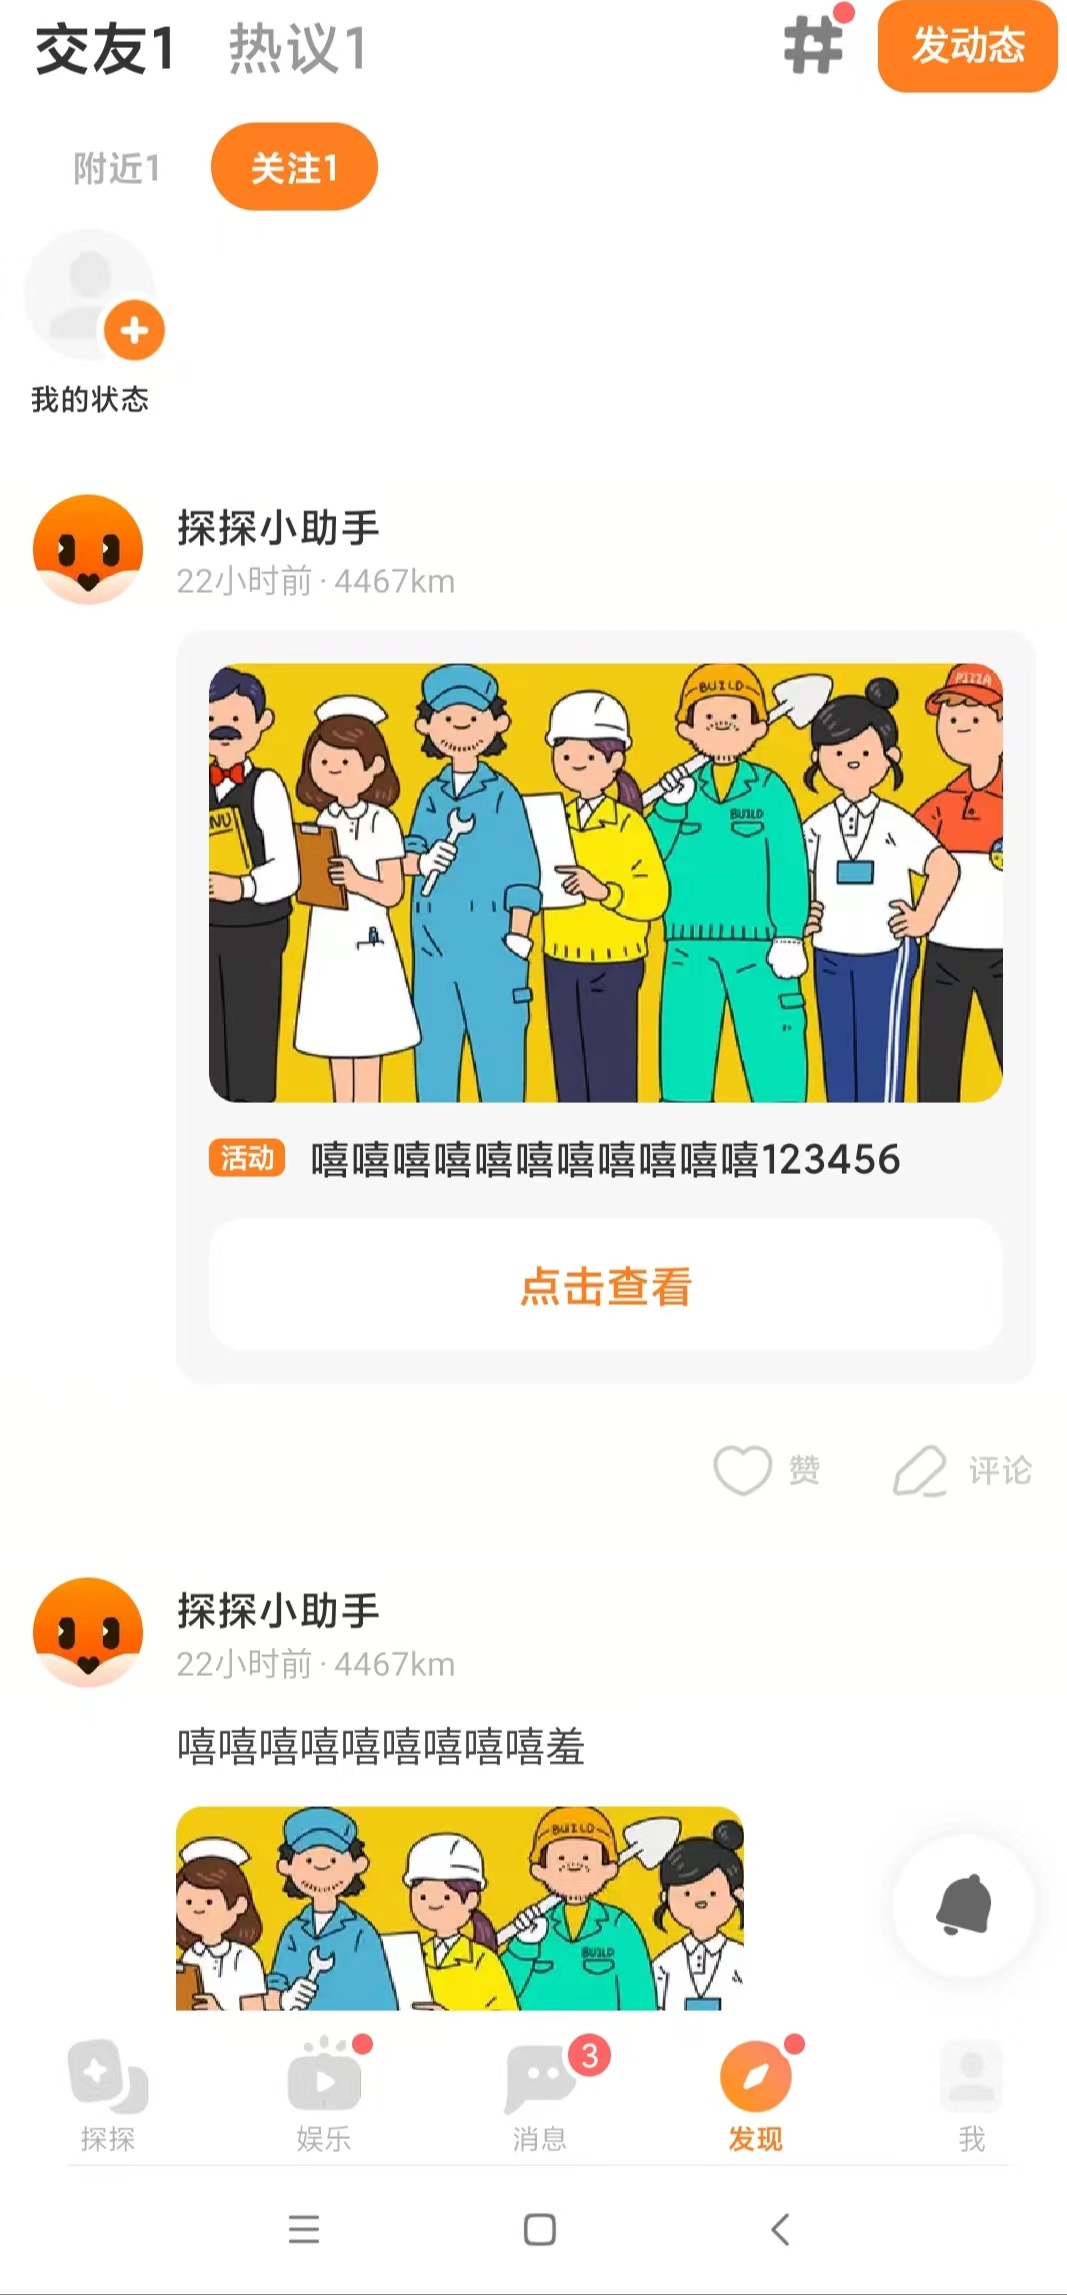 交友1 热议1 发动态
附近1 关注1
我的状态
探探小助手
22小时前 · 4467km
BUILD
PIZZA
NU
BUILD
活动 嘻嘻嘻嘻嘻嘻嘻嘻嘻嘻嘻123456
点击查看
赞 评论
探探小助手
22小时前 · 4467km
嘻嘻嘻嘻嘻嘻嘻嘻嘻羞
BUILD
BUILD
3
探探 娱乐 消息 发现 我